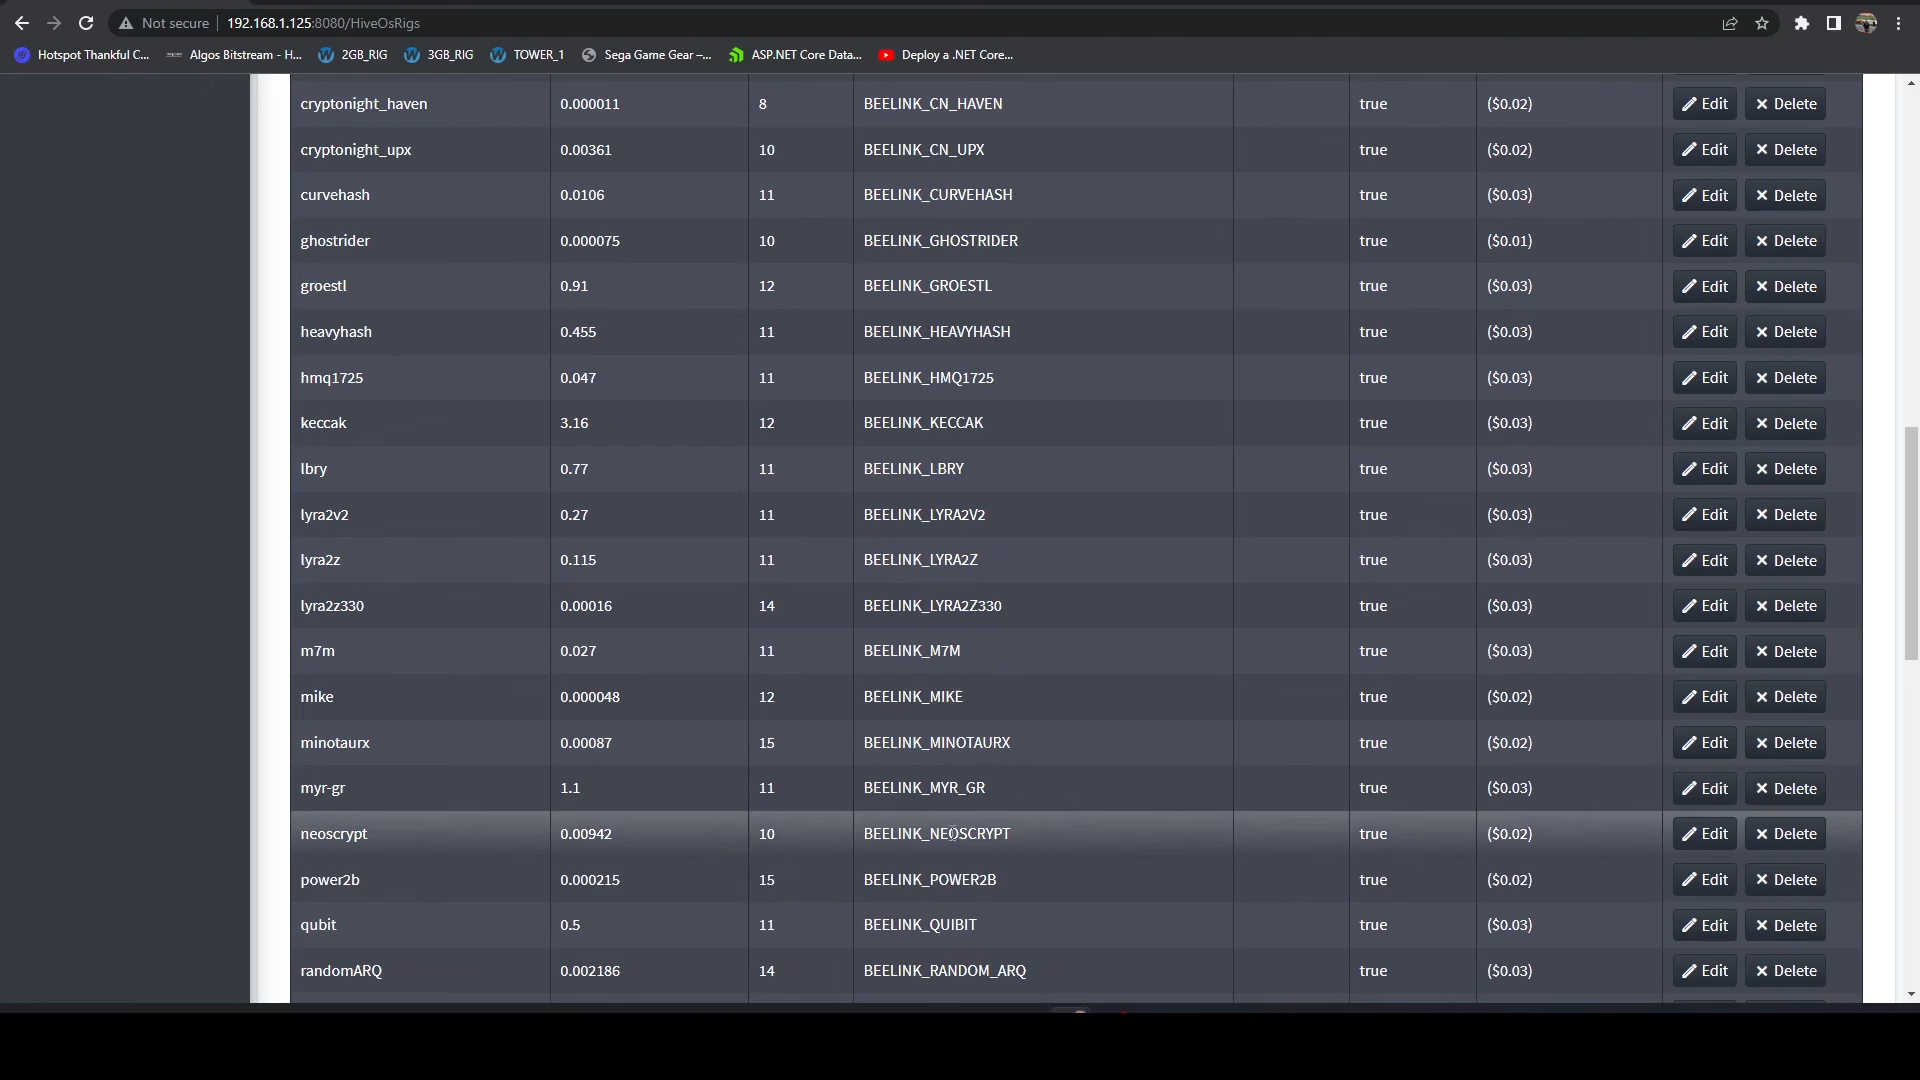 Not secure 192.168.1.125:8080/HiveOsRigs
Hotspot Thankful C... Algos Bitstream - H... 2GB_RIG 3GB_RIG TOWER_1 Sega Game Gear –... ASP.NET Core Data... Deploy a .NET Core...
cryptonight_haven 0.000011 8 BEELINK_CN_HAVEN true ($0.02) Edit Delete
cryptonight_upx 0.00361 10 BEELINK_CN_UPX true ($0.02) Edit Delete
curvehash 0.0106 11 BEELINK_CURVEHASH true ($0.03) Edit Delete
ghostrider 0.000075 10 BEELINK_GHOSTRIDER true ($0.01) Edit Delete
groestl 0.91 12 BEELINK_GROESTL true ($0.03) Edit Delete
heavyhash 0.455 11 BEELINK_HEAVYHASH true ($0.03) Edit Delete
hmq1725 0.047 11 BEELINK_HMQ1725 true ($0.03) Edit Delete
keccak 3.16 12 BEELINK_KECCAK true ($0.03) Edit Delete
lbry 0.77 11 BEELINK_LBRY true ($0.03) Edit Delete
lyra2v2 0.27 11 BEELINK_LYRA2V2 true ($0.03) Edit Delete
lyra2z 0.115 11 BEELINK_LYRA2Z true ($0.03) Edit Delete
lyra2z330 0.00016 14 BEELINK_LYRA2Z330 true ($0.03) Edit Delete
m7m 0.027 11 BEELINK_M7M true ($0.03) Edit Delete
mike 0.000048 12 BEELINK_MIKE true ($0.02) Edit Delete
minotaurx 0.00087 15 BEELINK_MINOTAURX true ($0.02) Edit Delete
myr-gr 1.1 11 BEELINK_MYR_GR true ($0.03) Edit Delete
neoscrypt 0.00942 10 BEELINK_NEOSCRYPT true ($0.02) Edit Delete
power2b 0.000215 15 BEELINK_POWER2B true ($0.02) Edit Delete
qubit 0.5 11 BEELINK_QUIBIT true ($0.03) Edit Delete
randomARQ 0.002186 14 BEELINK_RANDOM_ARQ true ($0.03) Edit Delete